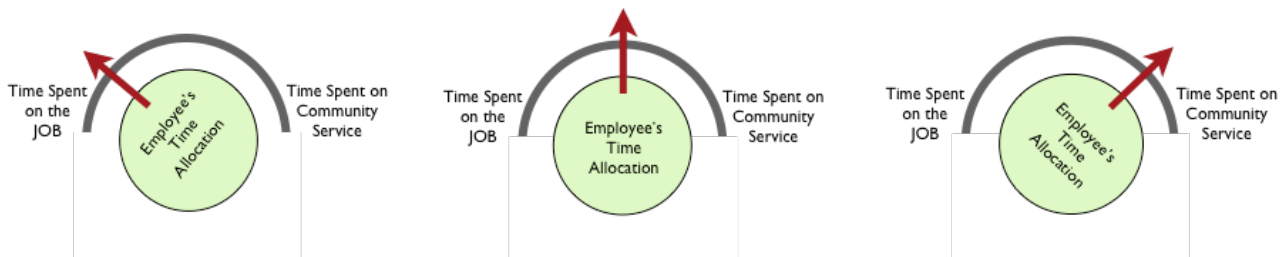 Time Spent
on the
JOB
Employee's
Time
Allocation
Time Spent on
Community
Service
Time Spent
on the
JOB
Employee's
Time
Allocation
Time Spent on
Community
Service
Time Spent
on the
JOB
Employee's
Time
Allocation
Time Spent on
Community
Service